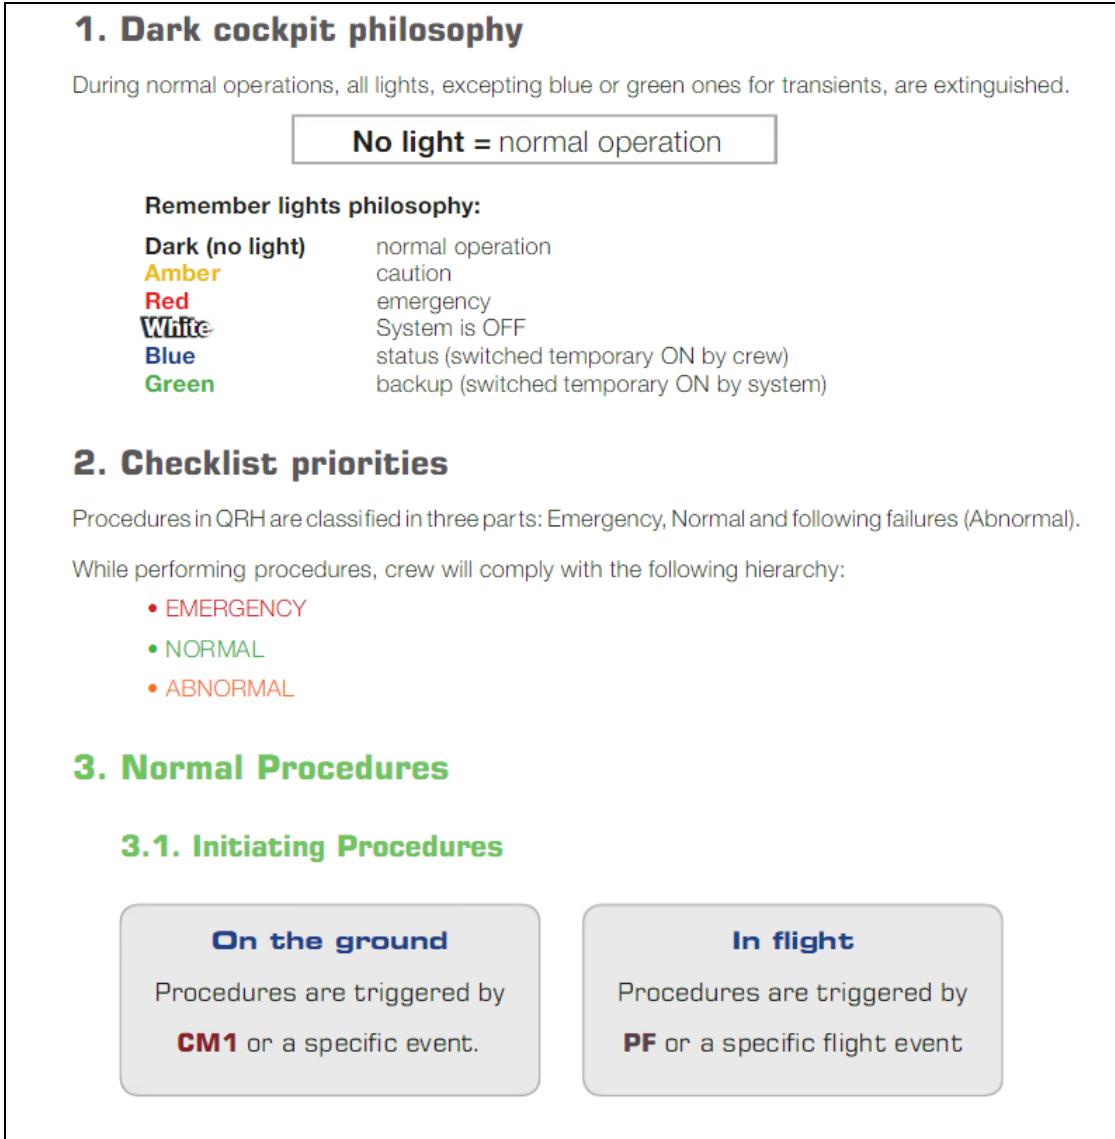 1. Dark cockpit philosophy
During normal operations, all lights, excepting blue or green ones for transients, are extinguished.
No light = normal operation
Remember lights philosophy:
Dark (no light) normal operation
Amber caution
Red emergency
White System is OFF
Blue status (switched temporary ON by crew)
Green backup (switched temporary ON by system)
2. Checklist priorities
Procedures in QRH are classified in three parts: Emergency, Normal and following failures (Abnormal).
While performing procedures, crew will comply with the following hierarchy:
• EMERGENCY
• NORMAL
• ABNORMAL
3. Normal Procedures
3.1. Initiating Procedures
On the ground
Procedures are triggered by
CM1 or a specific event.
In flight
Procedures are triggered by
PF or a specific flight event